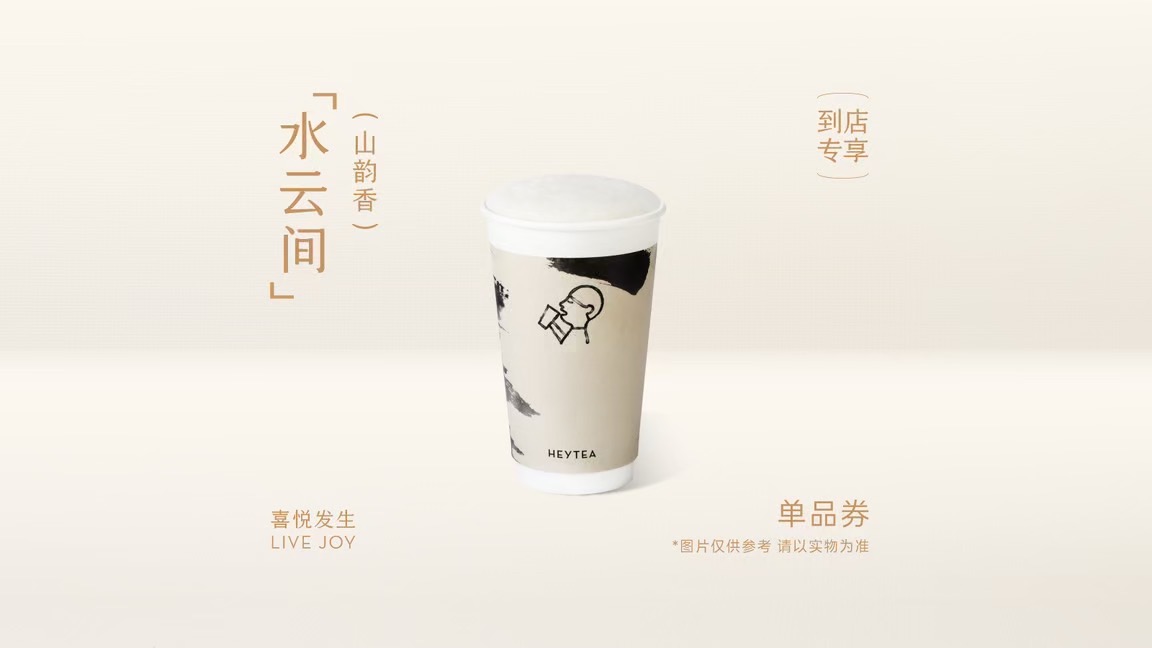 「水云间」
（山韵香）
到店
专享
HEYTEA
喜悦发生
LIVE JOY
单品券
*图片仅供参考 请以实物为准